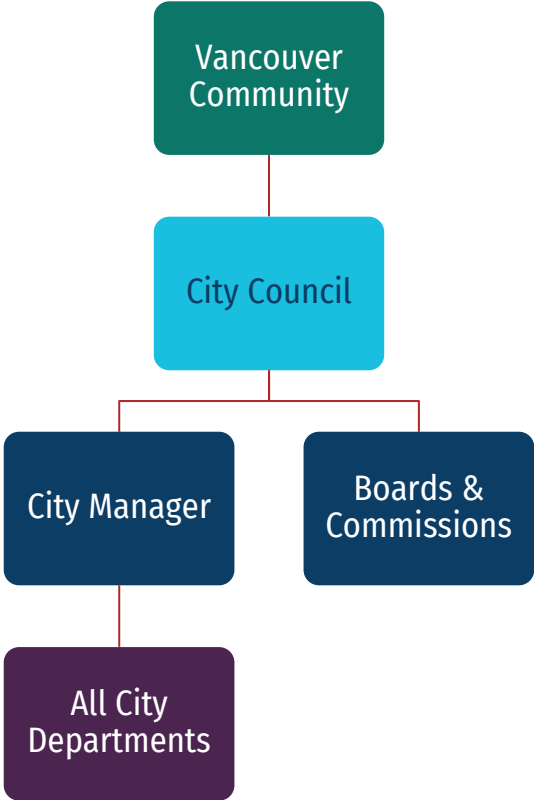 Vancouver
Community
City Council
City Manager
Boards &
Commissions
All City
Departments